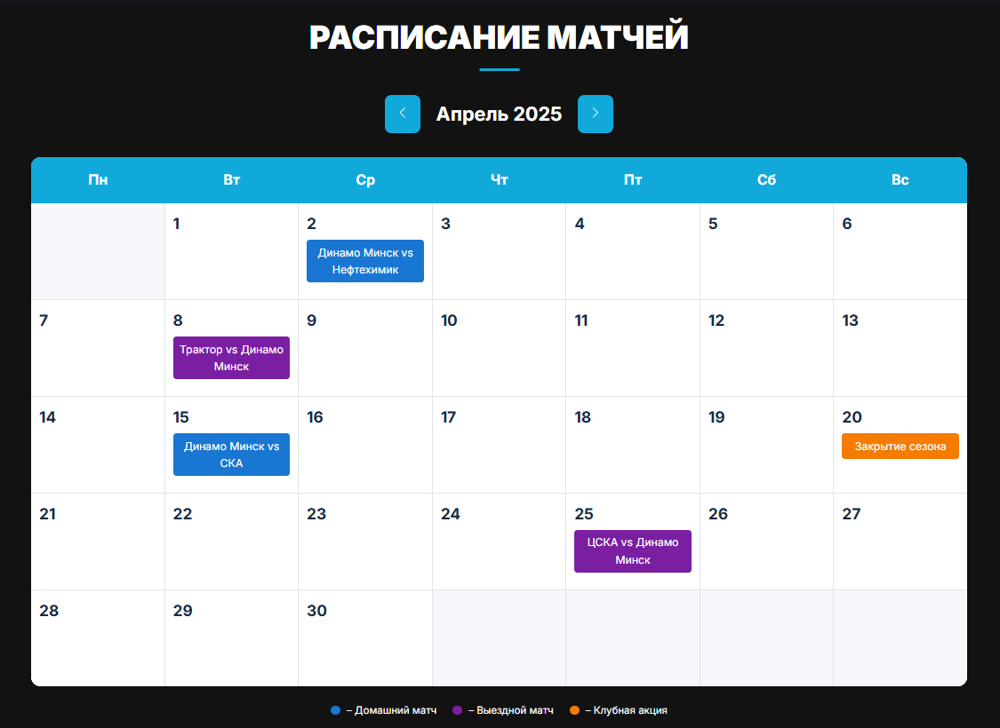 РАСПИСАНИЕ МАТЧЕЙ
Апрель 2025
Пн Вт Ср Чт Пт Сб Вс
1 2 3 4 5 6
Динамо Минск vs
Нефтехимик
7 8 9 10 11 12 13
Трактор vs Динамо
Минск
14 15 16 17 18 19 20
Динамо Минск vs
СКА
Закрытие сезона
21 22 23 24 25 26 27
ЦСКА vs Динамо
Минск
28 29 30
– Домашний матч – Выездной матч – Клубная акция